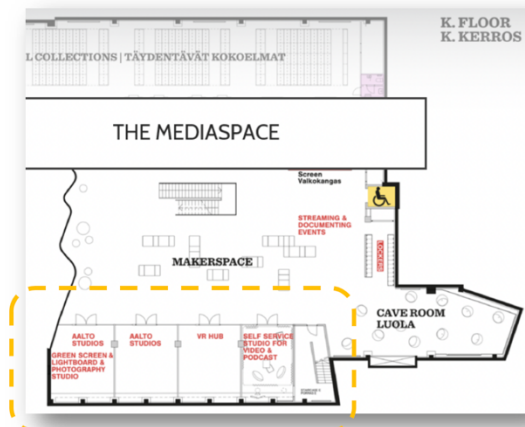 K. FLOOR
K. KERROS
L COLLECTIONS | TÄYDENTÄVÄT KOKOELMAT
THE MEDIASPACE
Screen
Valkokangas
STREAMING &
DOCUMENTING
EVENTS
LOCKERS
MAKERSPACE
CAVE ROOM
LUOLA
AALTO
STUDIOS
GREEN SCREEN &
LIGHTBOARD &
PHOTOGRAPHY
STUDIO
AALTO
STUDIOS
VR HUB
SELF SERVICE
STUDIO FOR
VIDEO &
PODCAST